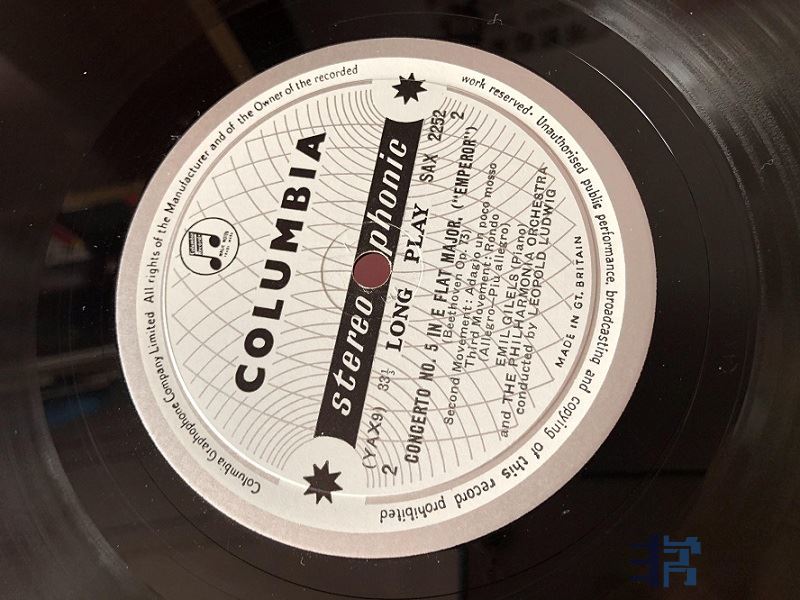 Columbia Graphophone Company Limited All rights of the Manufacturer and of the Owner of the recorded work reserved. Unauthorised public performance, broadcasting and copying of this record prohibited
COLUMBIA
stereophonic
(YAX9) 33⅓ LONG PLAY SAX 2252
2 2
CONCERTO NO. 5 IN E FLAT MAJOR, ("EMPEROR")
Beethoven Op. 73)
Second Movement: Adagio un poco mosso
Third Movement: Rondo
(Allegro—Più allegro)
EMIL GILELS (Piano)
and THE PHILHARMONIA ORCHESTRA
conducted by LEOPOLD LUDWIG
MADE IN GT. BRITAIN